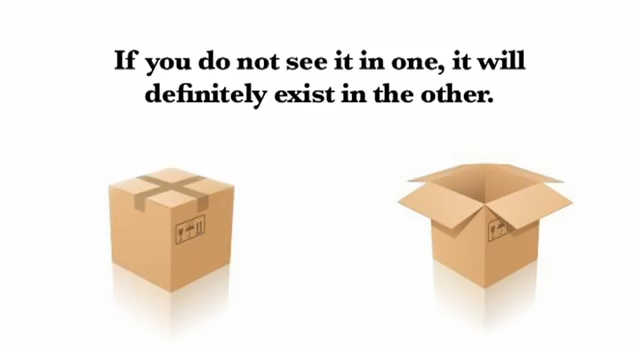 If you do not see it in one, it will
definitely exist in the other.